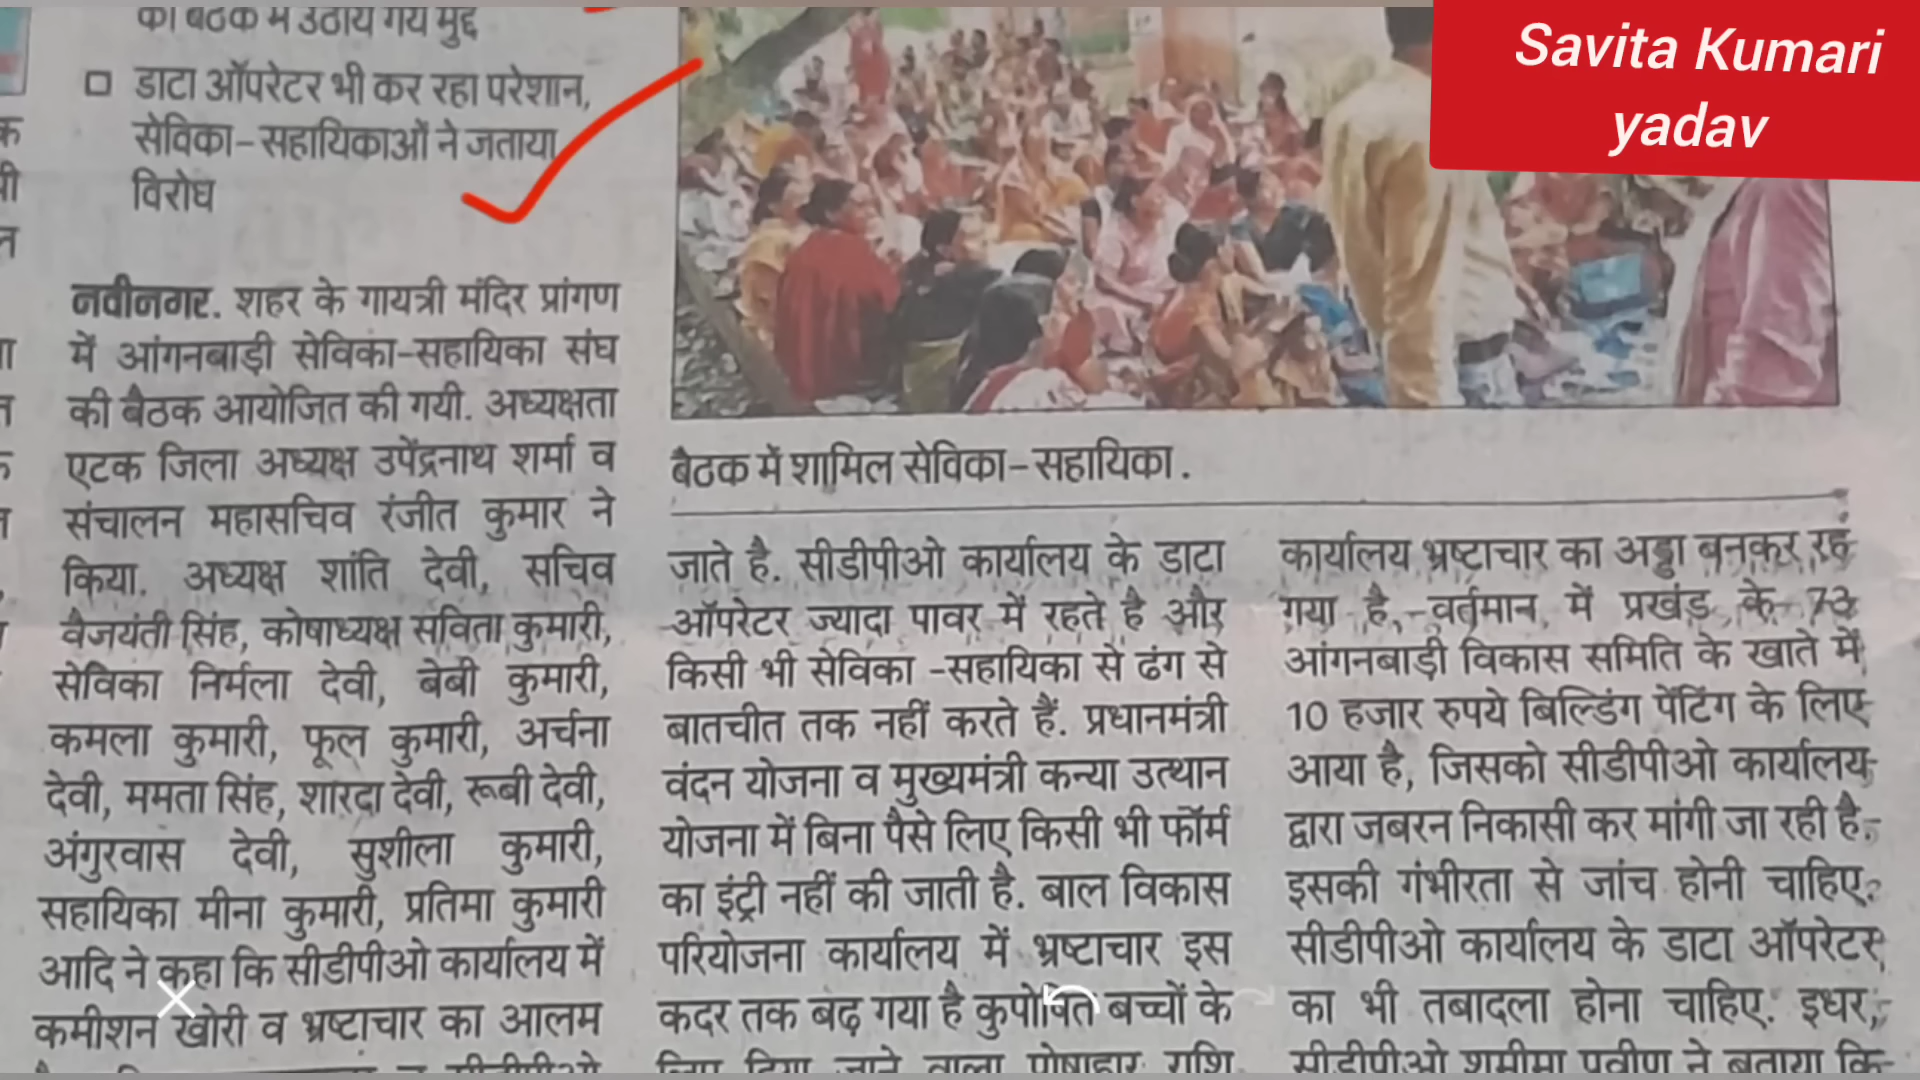 की बैठक में उठाये गये मुद्दे
डाटा ऑपरेटर भी कर रहा परेशान,
सेविका-सहायिकाओं ने जताया
विरोध
नवीनगर. शहर के गायत्री मंदिर प्रांगण
में आंगनबाड़ी सेविका-सहायिका संघ
की बैठक आयोजित की गयी. अध्यक्षता
एटक जिला अध्यक्ष उपेंद्रनाथ शर्मा व
संचालन महासचिव रंजीत कुमार ने
किया. अध्यक्ष शांति देवी, सचिव
वैजयंती सिंह, कोषाध्यक्ष सविता कुमारी,
सेविका निर्मला देवी, बेबी कुमारी,
कमला कुमारी, फूल कुमारी, अर्चना
देवी, ममता सिंह, शारदा देवी, रूबी देवी,
अंगुरवास देवी, सुशीला कुमारी,
सहायिका मीना कुमारी, प्रतिमा कुमारी
आदि ने कहा कि सीडीपीओ कार्यालय में
कमीशन खोरी व भ्रष्टाचार का आलम
Savita Kumari
yadav
बैठक में शामिल सेविका-सहायिका.
जाते है. सीडीपीओ कार्यालय के डाटा
ऑपरेटर ज्यादा पावर में रहते है और
किसी भी सेविका -सहायिका से ढंग से
बातचीत तक नहीं करते हैं. प्रधानमंत्री
वंदन योजना व मुख्यमंत्री कन्या उत्थान
योजना में बिना पैसे लिए किसी भी फॉर्म
का इंट्री नहीं की जाती है. बाल विकास
परियोजना कार्यालय में भ्रष्टाचार इस
कदर तक बढ़ गया है कुपोषित बच्चों के
लिए दिया जाने वाला पोषाहार राशि
कार्यालय भ्रष्टाचार का अड्डा बनकर रह
गया है. वर्तमान में प्रखंड के 73
आंगनबाड़ी विकास समिति के खाते में
10 हजार रुपये बिल्डिंग पेंटिंग के लिए
आया है, जिसको सीडीपीओ कार्यालय
द्वारा जबरन निकासी कर मांगी जा रही है.
इसकी गंभीरता से जांच होनी चाहिए.
सीडीपीओ कार्यालय के डाटा ऑपरेटर
का भी तबादला होना चाहिए. इधर,
सीडीपीओ शमीमा प्रवीण ने बताया कि